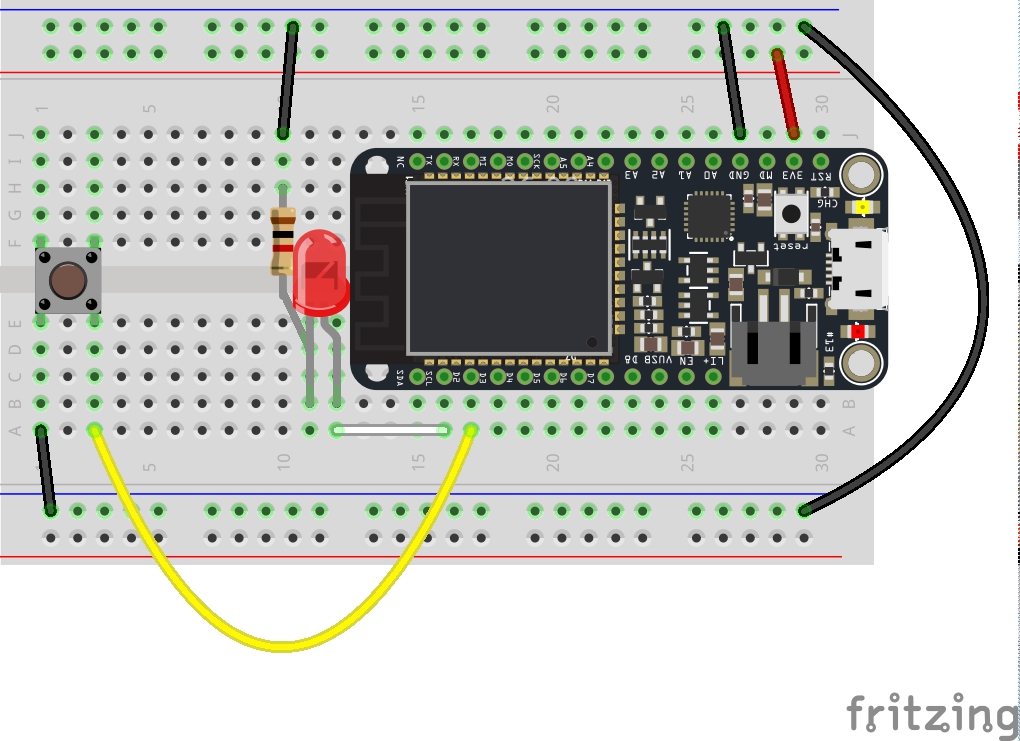 1 5 10 15 20 25 30
J J
I
H
G
F
NC TX RX MI MO SCK A5 A4 A3 A2 A1 A0 GND MD 3V3 RST
CHG
reset
#13
SDA SCL D2 D3 D4 D5 D6 D7 D8 VUSB EN LI+
E
D
C
B B
A A
5 10 15 20 25 30
fritzing